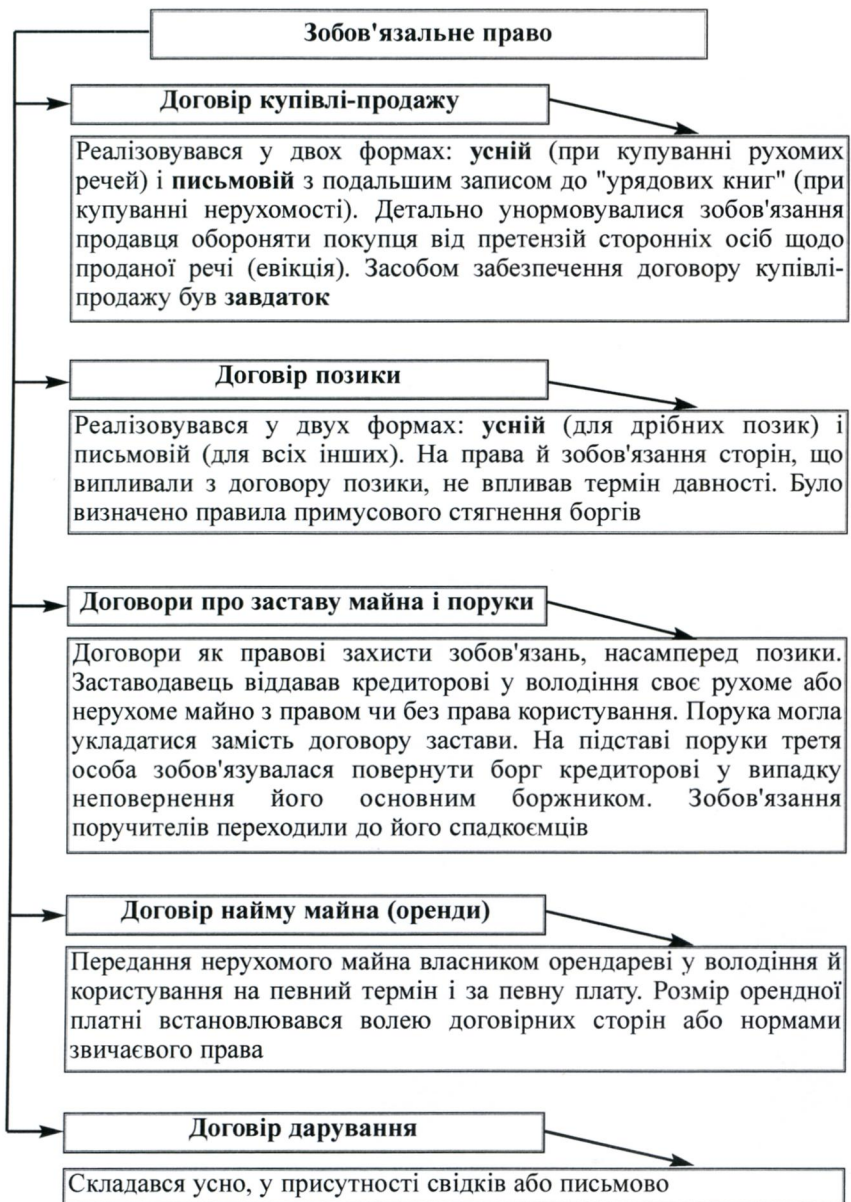 Зобов'язальне право
Договір купівлі-продажу
Реалізовувався у двох формах: усній (при купуванні рухомих
речей) і письмовій з подальшим записом до "урядових книг" (при
купуванні нерухомості). Детально унормовувалися зобов'язання
продавця обороняти покупця від претензій сторонніх осіб щодо
проданої речі (евікція). Засобом забезпечення договору купівлі-
продажу був завдаток
Договір позики
Реалізовувався у двух формах: усній (для дрібних позик) і
письмовій (для всіх інших). На права й зобов'язання сторін, що
випливали з договору позики, не впливав термін давності. Було
визначено правила примусового стягнення боргів
Договори про заставу майна і поруки
Договори як правові захисти зобов'язань, насамперед позики.
Заставодавець віддавав кредиторові у володіння своє рухоме або
нерухоме майно з правом чи без права користування. Порука могла
укладатися замість договору застави. На підставі поруки третя
особа зобов'язувалася повернути борг кредиторові у випадку
неповернення його основним боржником. Зобов'язання
поручителів переходили до його спадкоємців
Договір найму майна (оренди)
Передання нерухомого майна власником орендареві у володіння й
користування на певний термін і за певну плату. Розмір орендної
платні встановлювався волею договірних сторін або нормами
звичаєвого права
Договір дарування
Складався усно, у присутності свідків або письмово